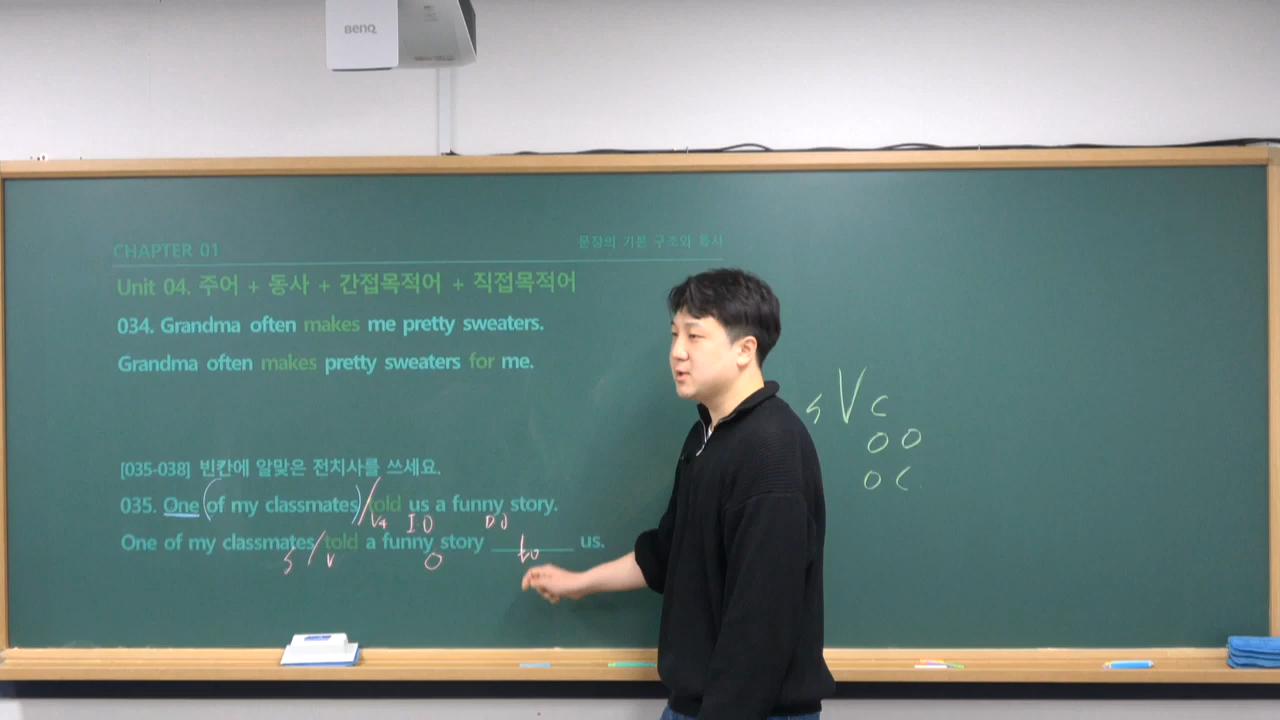 BenQ
CHAPTER 01 문장의 기본 구조와 동사
Unit 04. 주어 + 동사 + 간접목적어 + 직접목적어
034. Grandma often makes me pretty sweaters.
Grandma often makes pretty sweaters for me.
S V C
O O
O C
[035-038] 빈칸에 알맞은 전치사를 쓰세요.
035. One (of my classmates) / told us a funny story.
V4 IO DO
One of my classmates / told a funny story to us.
S V O